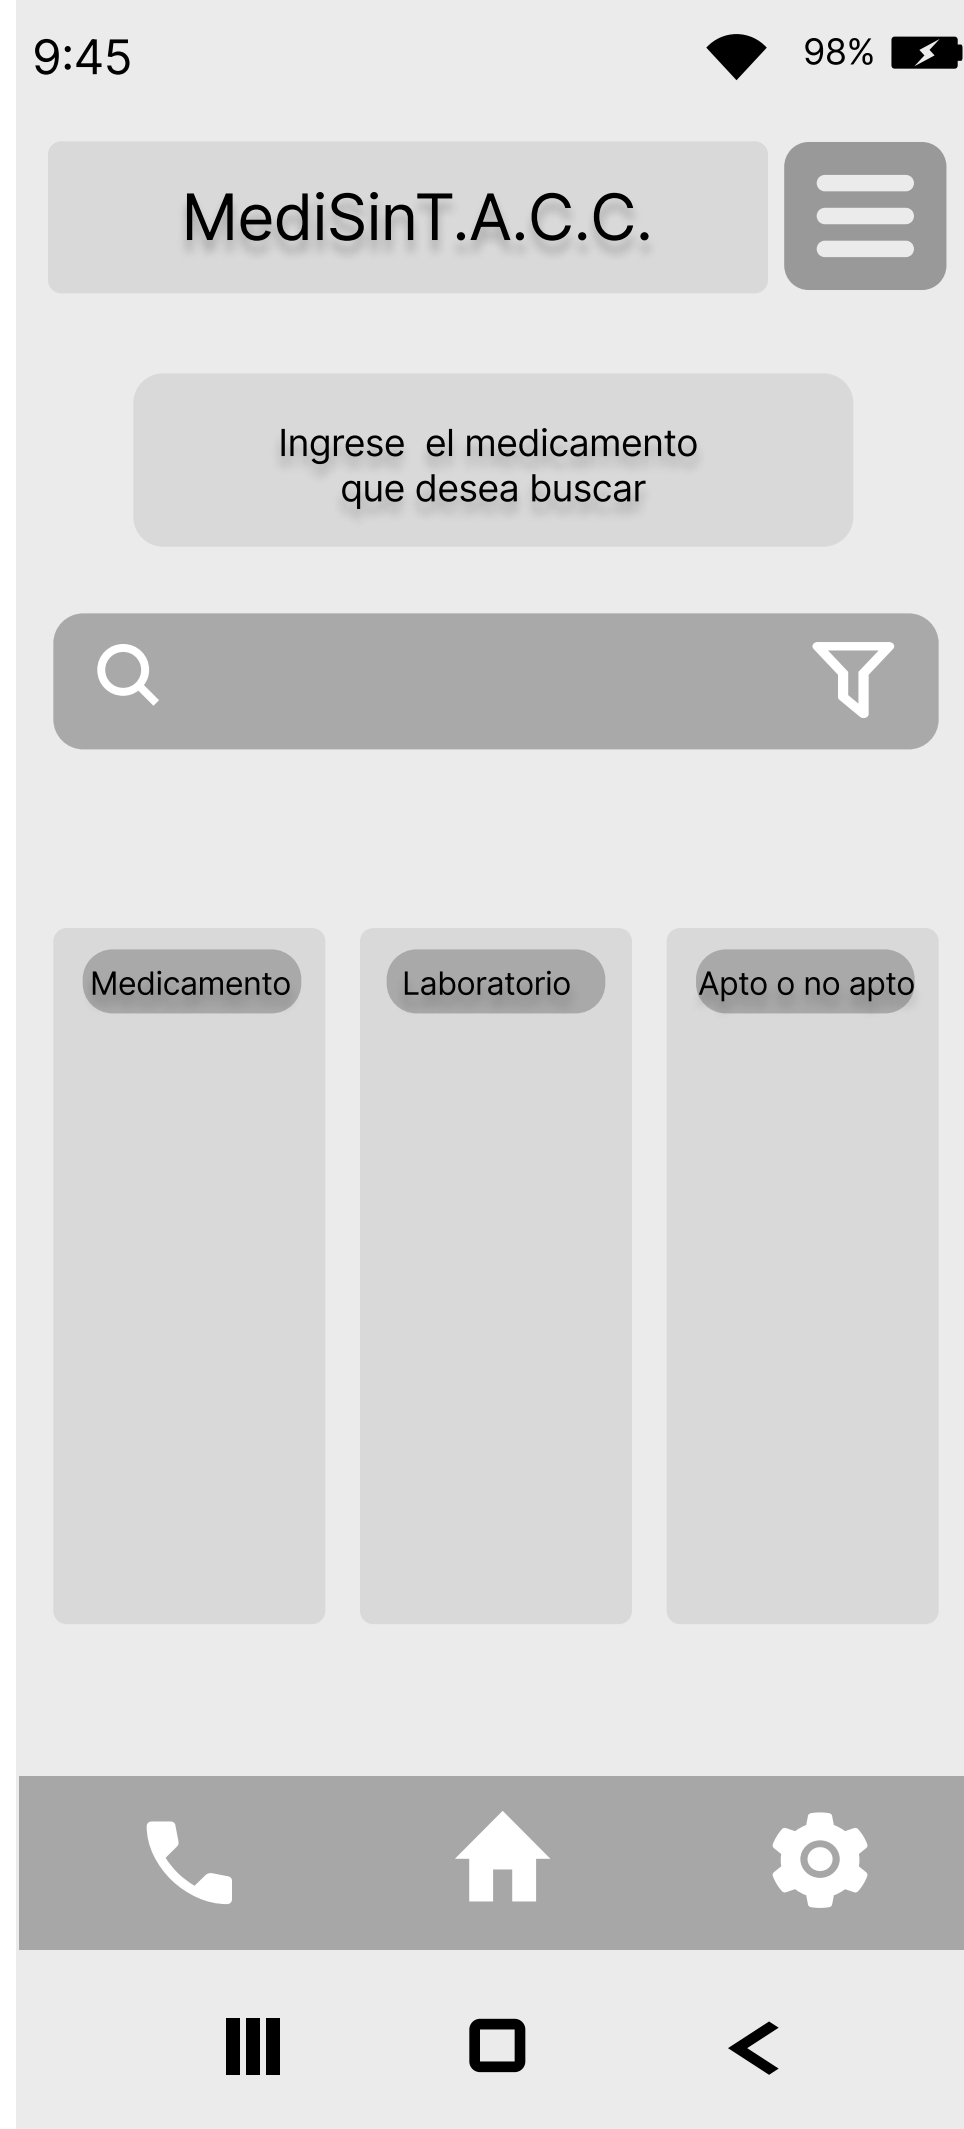 9:45
98%
MediSinT.A.C.C.
Ingrese el medicamento
que desea buscar
Medicamento
Laboratorio
Apto o no apto